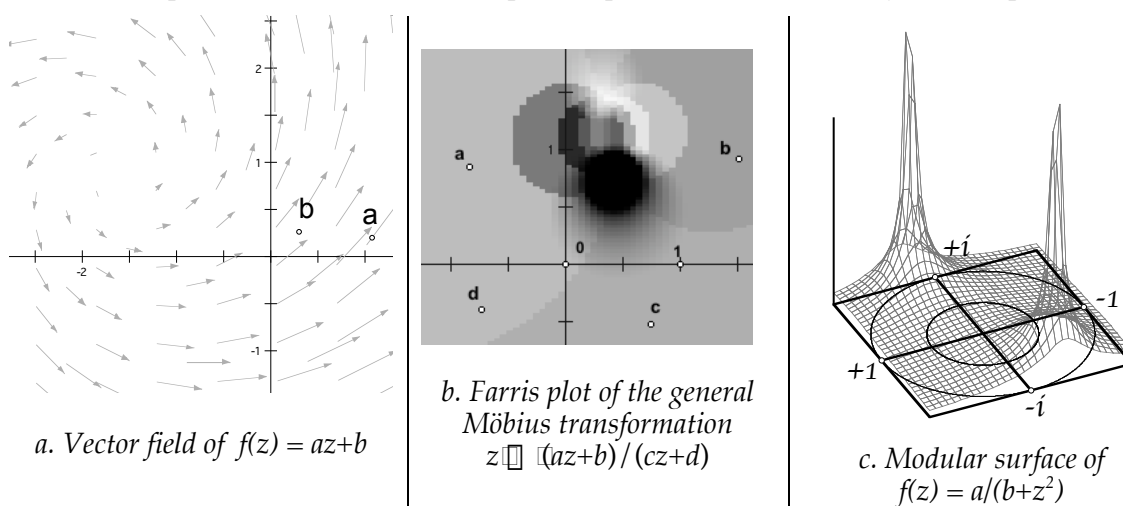 2
1
b
a
-2
-1
a. Vector field of f(z) = az+b
a
1
b
0
1
d
c
b. Farris plot of the general
Möbius transformation
z (az+b)/(cz+d)
+i
-1
+1
-i
c. Modular surface of
f(z) = a/(b+z²)